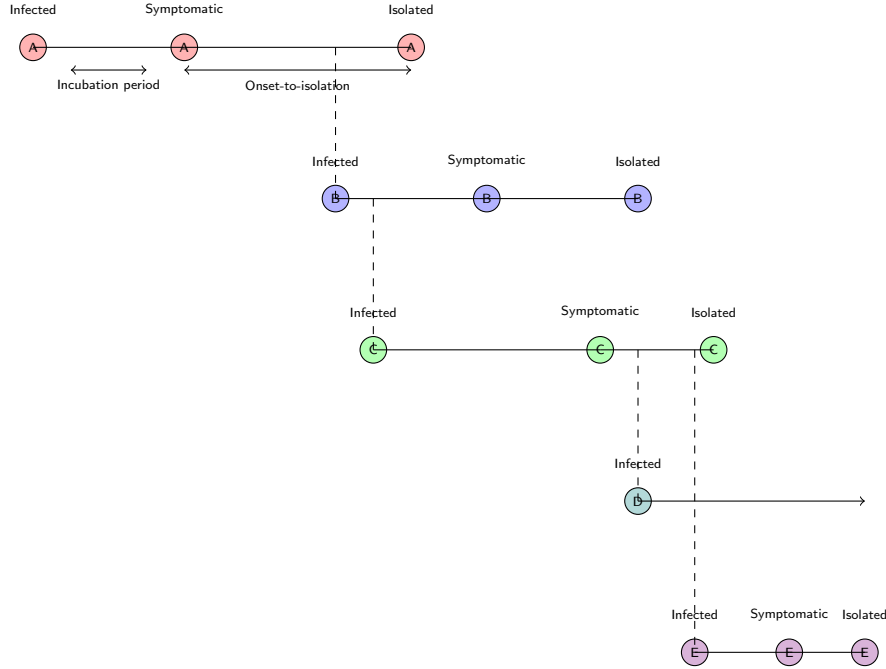 Infected Symptomatic Isolated
A A A
Incubation period Onset-to-isolation
Infected Symptomatic Isolated
B B B
Infected Symptomatic Isolated
C C C
Infected
D
Infected Symptomatic Isolated
E E E